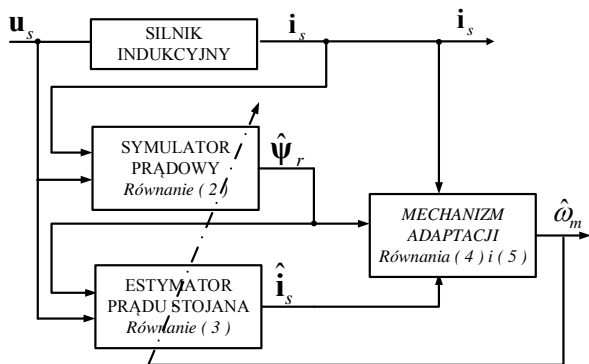 u_s
SILNIK
INDUKCYJNY
i_s
i_s
SYMULATOR
PRĄDOWY
Równanie ( 2 )
ψ̂_r
MECHANIZM
ADAPTACJI
Równania ( 4 ) i ( 5 )
ω̂_m
ESTYMATOR
PRĄDU STOJANA
Równanie ( 3 )
î_s